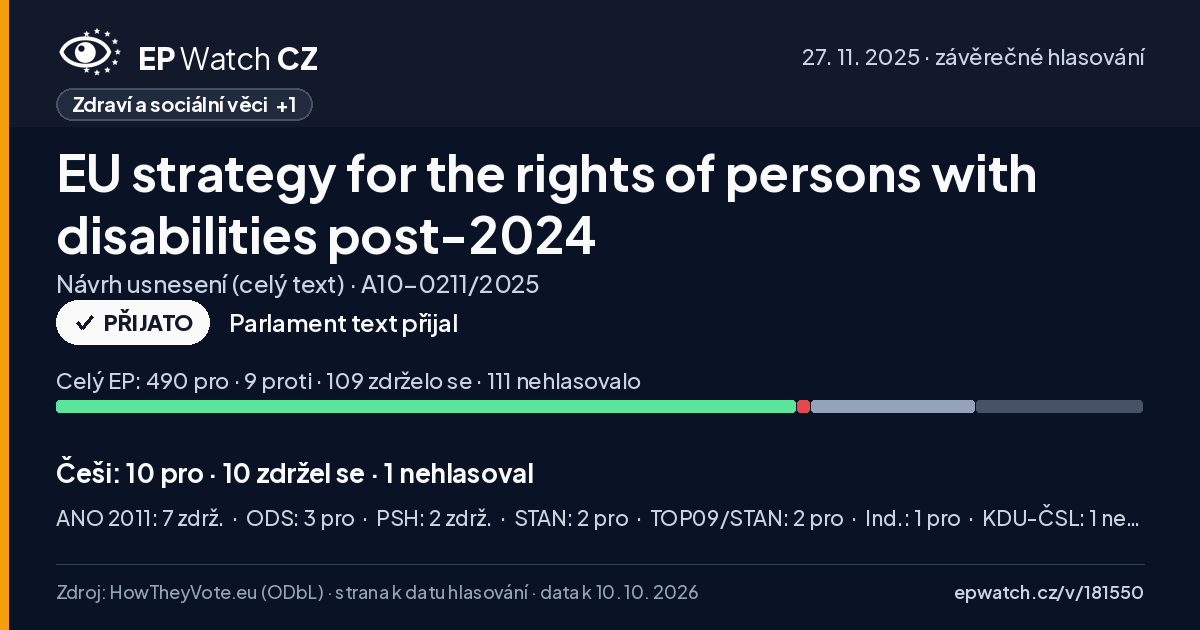 EP Watch CZ
27. 11. 2025 · závěrečné hlasování
Zdraví a sociální věci +1
EU strategy for the rights of persons with
disabilities post-2024
Návrh usnesení (celý text) · A10-0211/2025
✓ PŘIJATO Parlament text přijal
Celý EP: 490 pro · 9 proti · 109 zdrželo se · 111 nehlasovalo
Češi: 10 pro · 10 zdržel se · 1 nehlasoval
ANO 2011: 7 zdrž. · ODS: 3 pro · PSH: 2 zdrž. · STAN: 2 pro · TOP09/STAN: 2 pro · Ind.: 1 pro · KDU-ČSL: 1 ne…
Zdroj: HowTheyVote.eu (ODbL) · strana k datu hlasování · data k 10. 10. 2026
epwatch.cz/v/181550